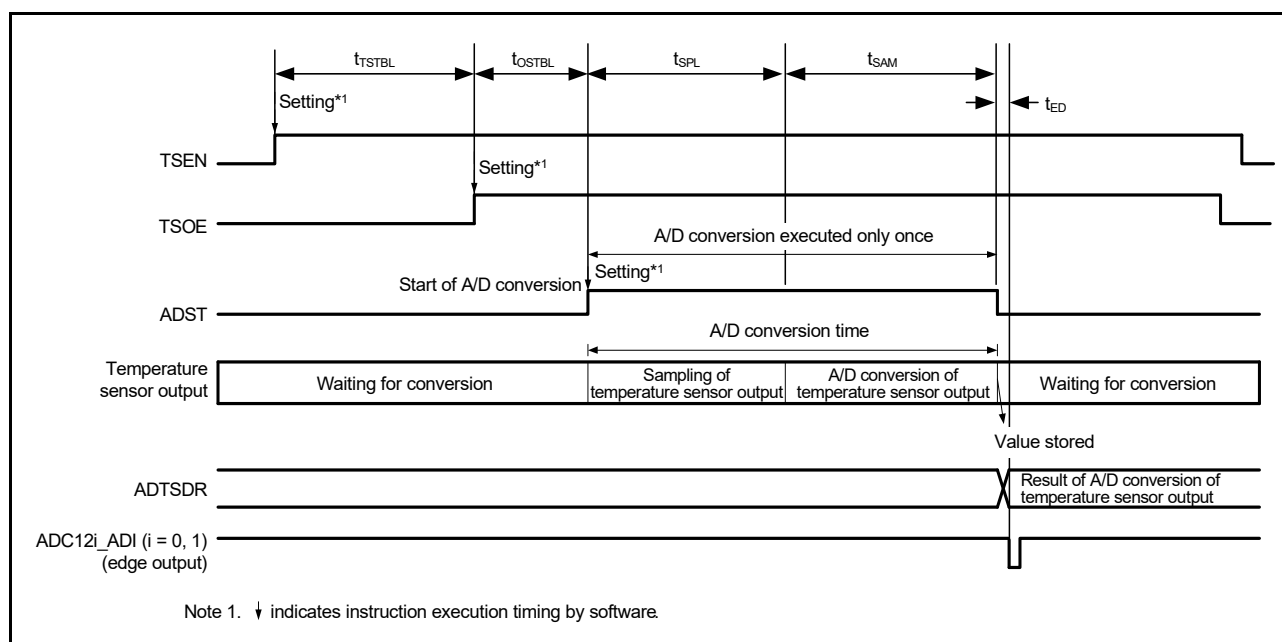 tTSTBL tOSTBL tSPL tSAM
tED
Setting*1
TSEN
Setting*1
TSOE
A/D conversion executed only once
Setting*1
Start of A/D conversion
ADST
A/D conversion time
Temperature
sensor output
Waiting for conversion
Sampling of
temperature sensor output
A/D conversion of
temperature sensor output
Waiting for conversion
Value stored
ADTSDR
Result of A/D conversion of
temperature sensor output
ADC12i_ADI (i = 0, 1)
(edge output)
Note 1. ↓ indicates instruction execution timing by software.